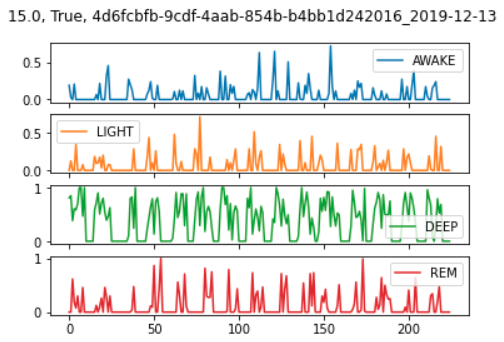 15.0, True, 4d6fcbfb-9cdf-4aab-854b-b4bb1d242016_2019-12-13
0.5
0.0
AWAKE
0.5
0.0
LIGHT
1
0
DEEP
1
0
REM
0 50 100 150 200